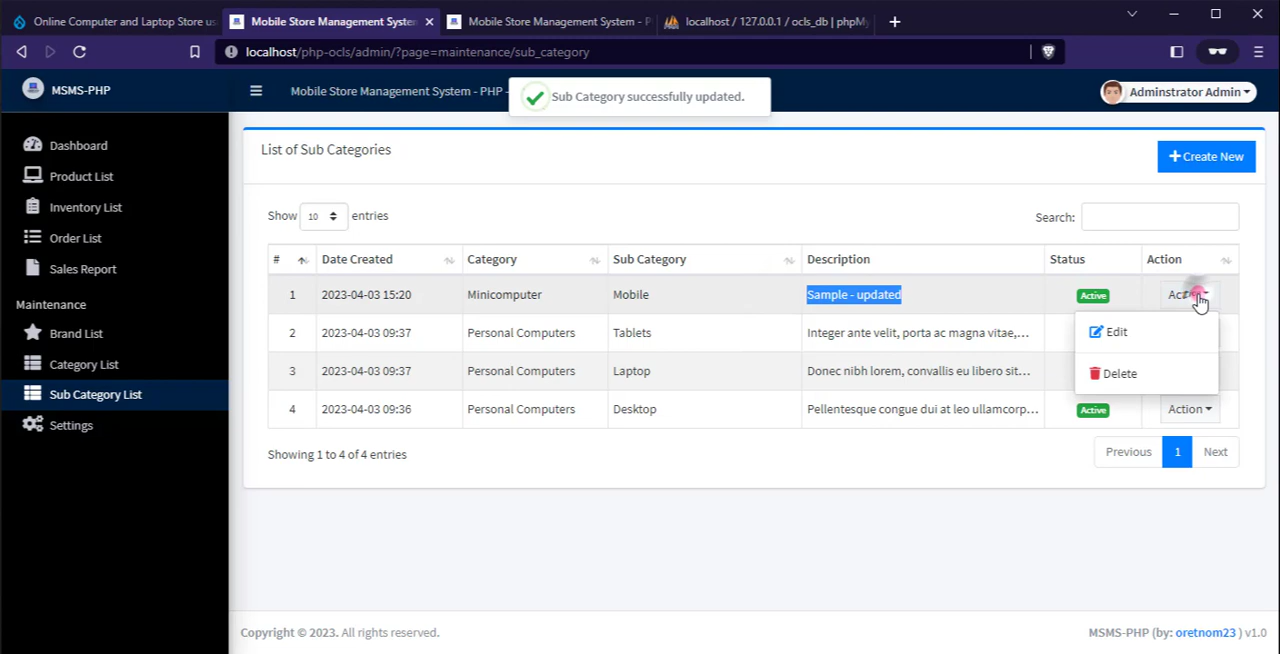 Online Computer and Laptop Store us
Mobile Store Management System
Mobile Store Management System - P
localhost / 127.0.0.1 / ocls_db | phpMy
localhost/php-ocls/admin/?page=maintenance/sub_category
MSMS-PHP
Mobile Store Management System - PHP -
Sub Category successfully updated.
Adminstrator Admin
Dashboard
Product List
Inventory List
Order List
Sales Report
Maintenance
Brand List
Category List
Sub Category List
Settings
List of Sub Categories
Create New
Show 10 entries
Search:
# Date Created Category Sub Category Description Status Action
1 2023-04-03 15:20 Minicomputer Mobile Sample - updated Active
2 2023-04-03 09:37 Personal Computers Tablets Integer ante velit, porta ac magna vitae,...
3 2023-04-03 09:37 Personal Computers Laptop Donec nibh lorem, convallis eu libero sit...
4 2023-04-03 09:36 Personal Computers Desktop Pellentesque congue dui at leo ullamcorp... Active Action
Edit
Delete
Showing 1 to 4 of 4 entries
Previous 1 Next
Copyright © 2023. All rights reserved.
MSMS-PHP (by: oretnom23 ) v1.0